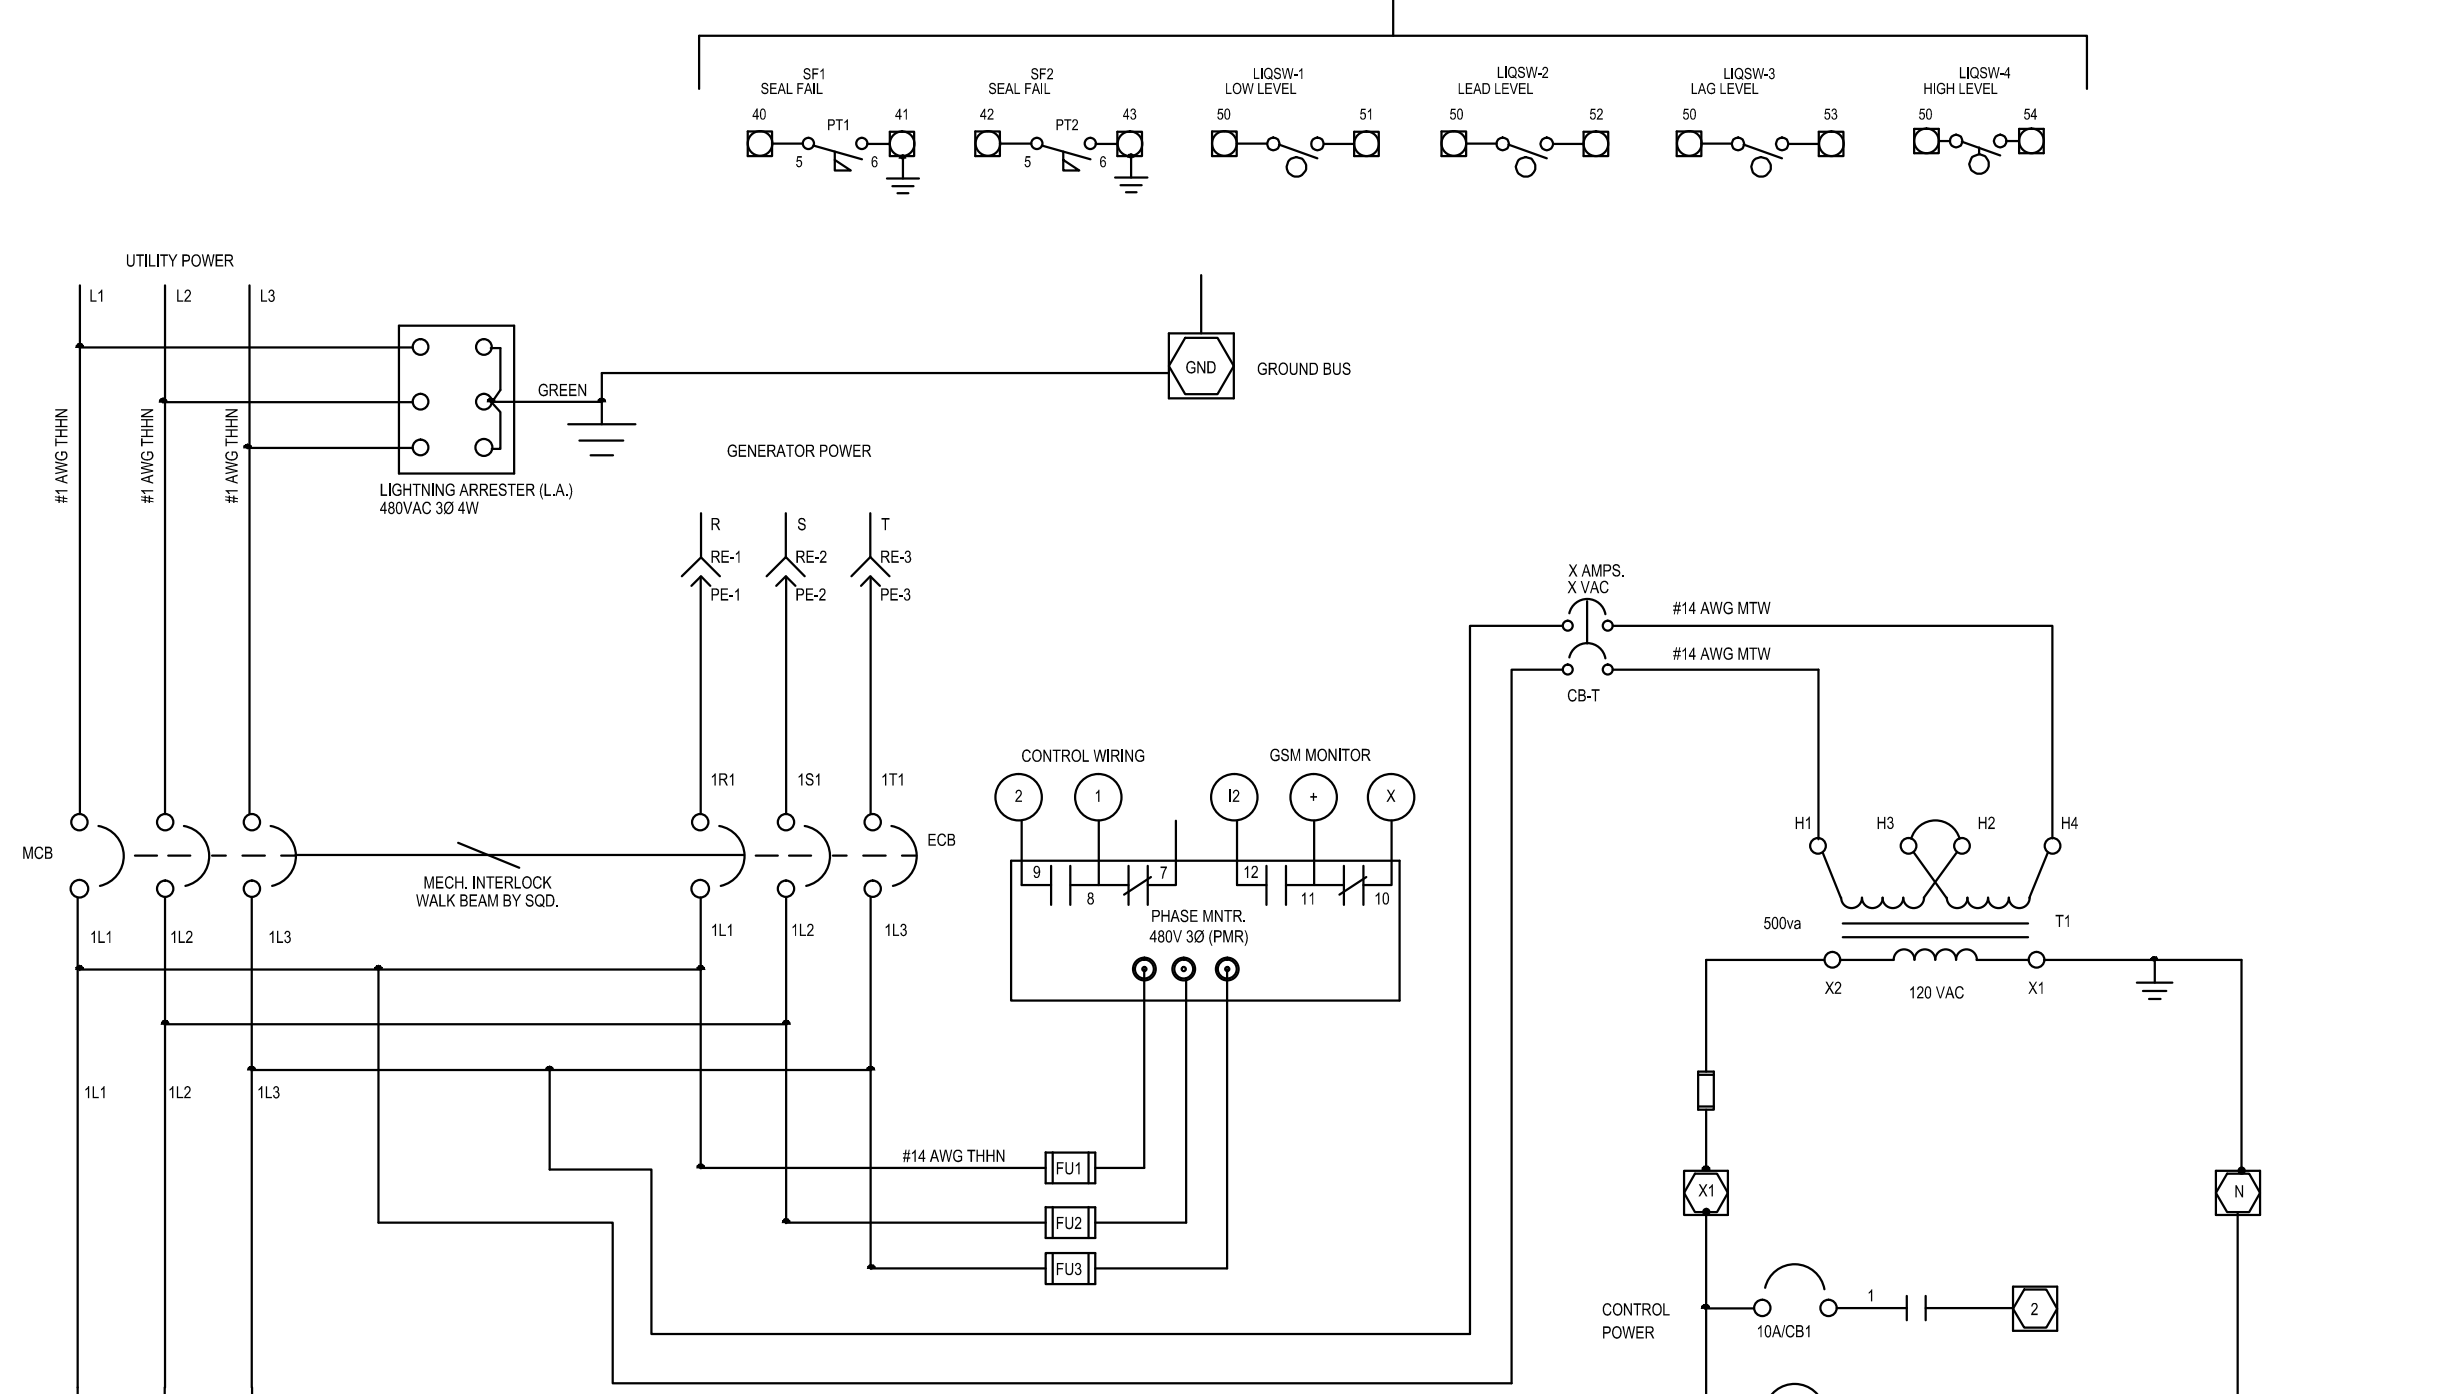 SF1
SEAL FAIL
40
PT1
41
5
6
SF2
SEAL FAIL
42
PT2
43
5
6
LIQSW-1
LOW LEVEL
50
51
LIQSW-2
LEAD LEVEL
50
52
LIQSW-3
LAG LEVEL
50
53
LIQSW-4
HIGH LEVEL
50
54
UTILITY POWER
L1
L2
L3
#1 AWG THHN
#1 AWG THHN
#1 AWG THHN
GREEN
LIGHTNING ARRESTER (L.A.)
480VAC 3Ø 4W
GND
GROUND BUS
GENERATOR POWER
R
S
T
RE-1
RE-2
RE-3
PE-1
PE-2
PE-3
X AMPS.
X VAC
#14 AWG MTW
#14 AWG MTW
CB-T
1R1
1S1
1T1
MCB
ECB
MECH. INTERLOCK
WALK BEAM BY SQD.
CONTROL WIRING
GSM MONITOR
2
1
I2
+
X
9
8
7
12
11
10
PHASE MNTR.
480V 3Ø (PMR)
H1
H3
H2
H4
500va
T1
X2
120 VAC
X1
1L1
1L2
1L3
1L1
1L2
1L3
1L1
1L2
1L3
#14 AWG THHN
FU1
FU2
FU3
X1
N
CONTROL
POWER
10A/CB1
1
2